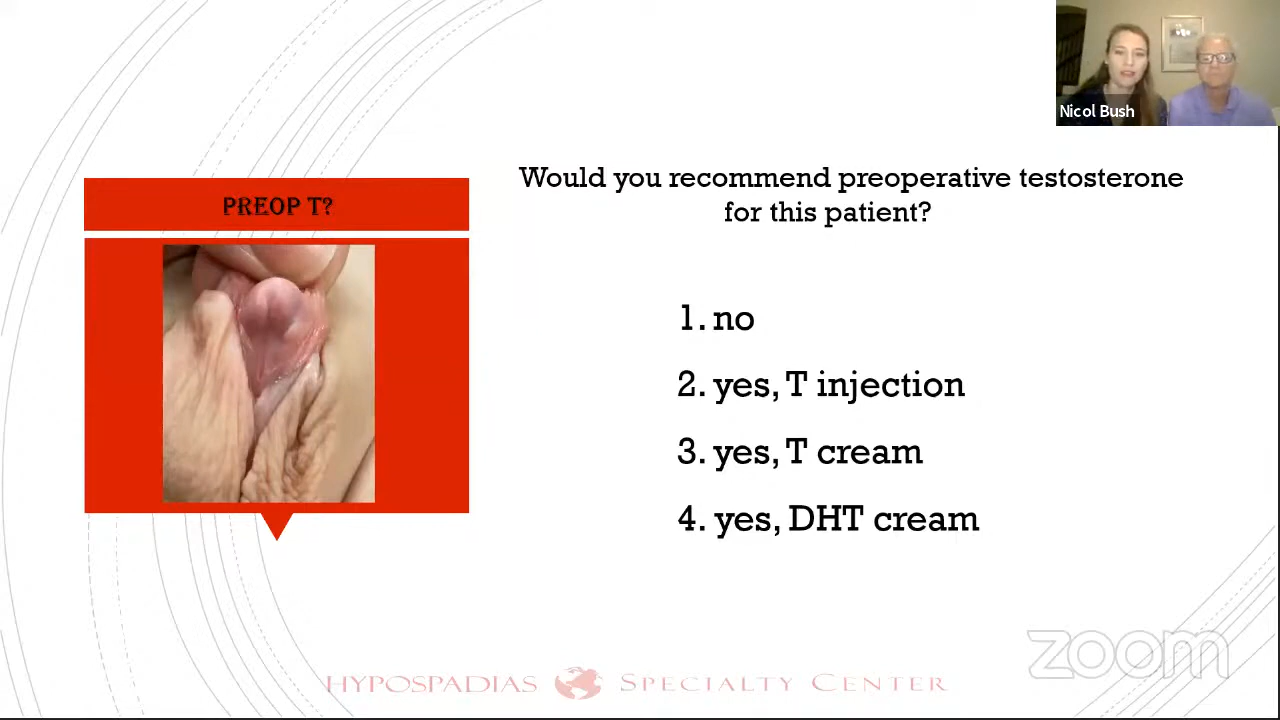 Nicol Bush
Would you recommend preoperative testosterone
for this patient?
PREOP T?
1. no
2. yes, T injection
3. yes, T cream
4. yes, DHT cream
zoom
HYPOSPADIAS SPECIALTY CENTER